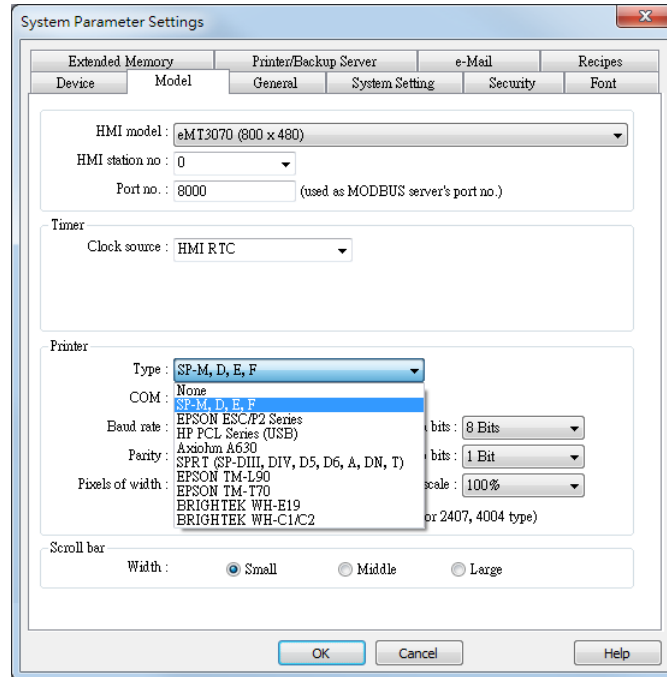 System Parameter Settings
Extended Memory Printer/Backup Server e-Mail Recipes
Device Model General System Setting Security Font
HMI model : eMT3070 (800 x 480)
HMI station no : 0
Port no. : 8000 (used as MODBUS server's port no.)
Timer
Clock source : HMI RTC
Printer
Type : SP-M, D, E, F
None
COM :
SP-M, D, E, F
EPSON ESC/P2 Series
Baud rate : bits : 8 Bits
HP PCL Series (USB)
Axiohm A630
Parity : bits : 1 Bit
SPRT (SP-DIII, DIV, D5, D6, A, DN, T)
EPSON TM-L90
Pixels of width : scale : 100%
EPSON TM-T70
BRIGHTEK WH-E19
BRIGHTEK WH-C1/C2 or 2407, 4004 type)
Scroll bar
Width : Small Middle Large
OK Cancel Help